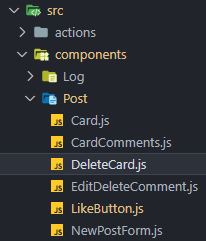 src
actions
components
Log
Post
Card.js
CardComments.js
DeleteCard.js
EditDeleteComment.js
LikeButton.js
NewPostForm.js